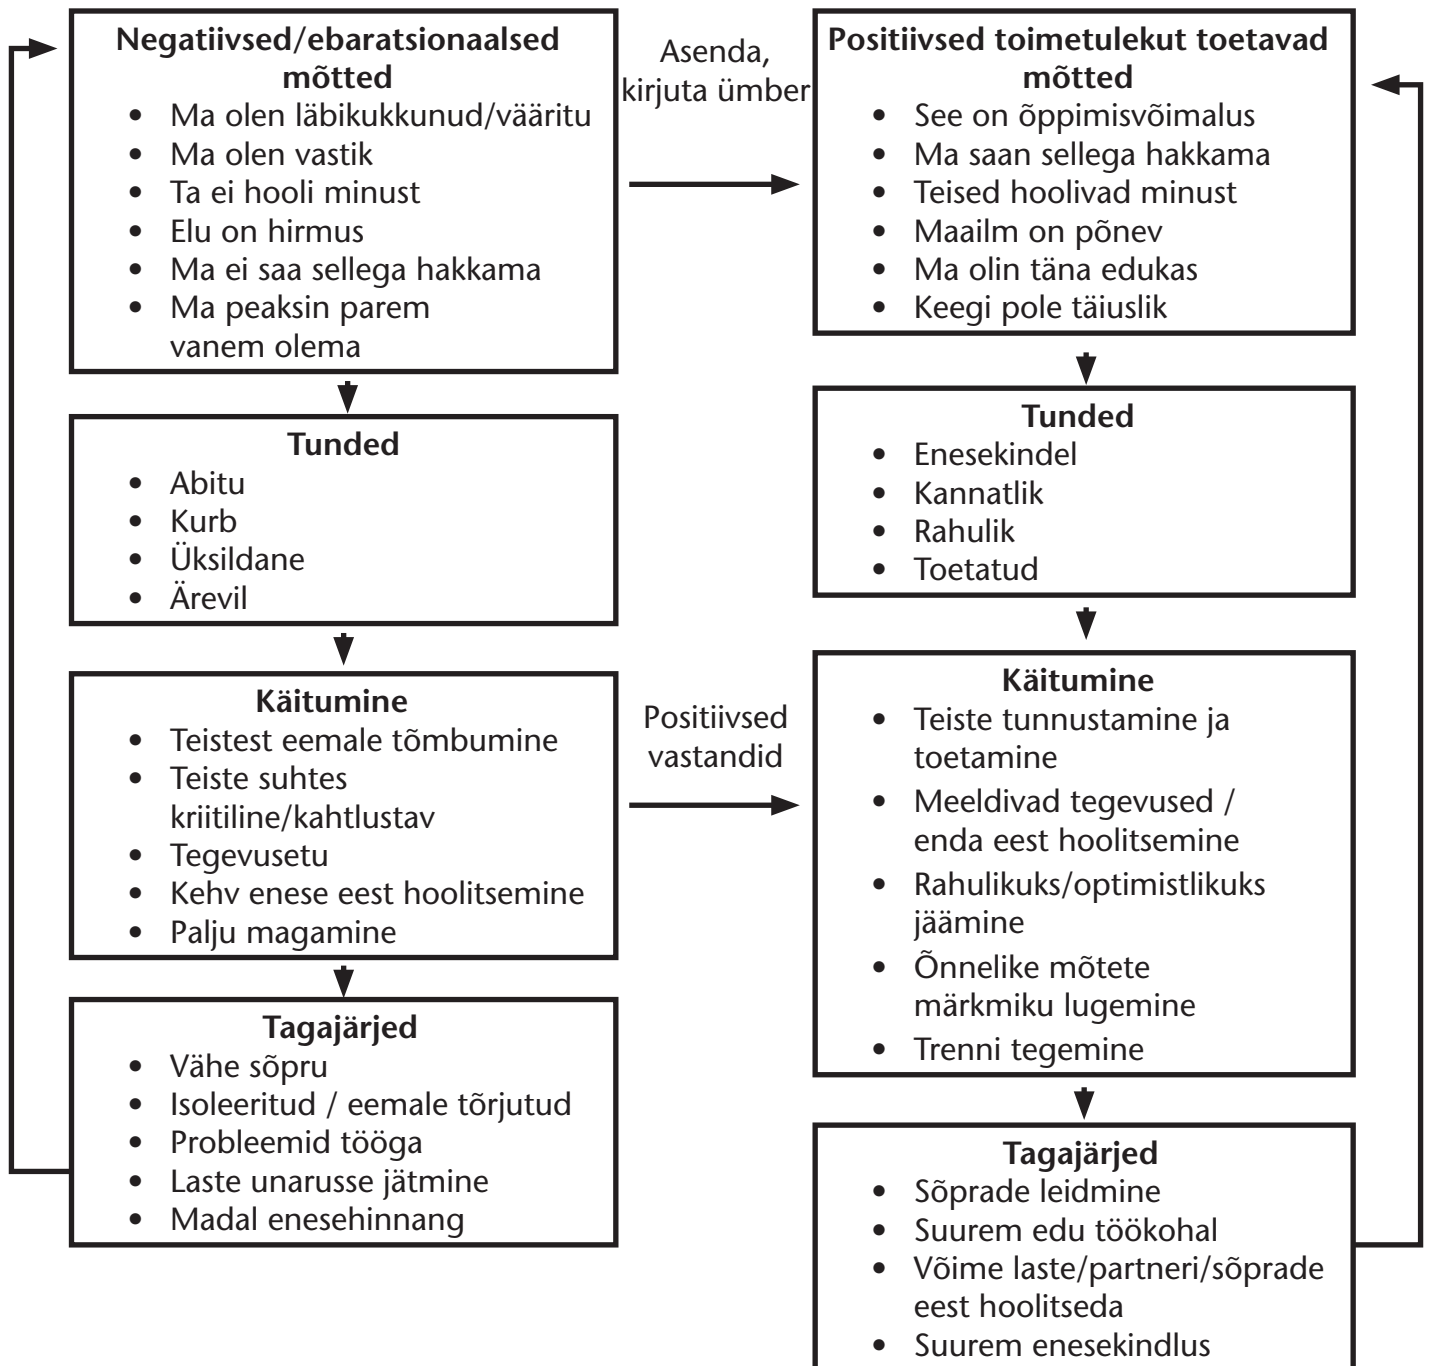 Negatiivsed/ebaratsionaalsed
mõtted
• Ma olen läbikukkunud/vääritu
• Ma olen vastik
• Ta ei hooli minust
• Elu on hirmus
• Ma ei saa sellega hakkama
• Ma peaksin parem
vanem olema
Asenda,
kirjuta ümber
Positiivsed toimetulekut toetavad
mõtted
• See on õppimisvõimalus
• Ma saan sellega hakkama
• Teised hoolivad minust
• Maailm on põnev
• Ma olin täna edukas
• Keegi pole täiuslik
Tunded
• Abitu
• Kurb
• Üksildane
• Ärevil
Tunded
• Enesekindel
• Kannatlik
• Rahulik
• Toetatud
Käitumine
• Teistest eemale tõmbumine
• Teiste suhtes
kriitiline/kahtlustav
• Tegevusetu
• Kehv enese eest hoolitsemine
• Palju magamine
Positiivsed
vastandid
Käitumine
• Teiste tunnustamine ja
toetamine
• Meeldivad tegevused /
enda eest hoolitsemine
• Rahulikuks/optimistlikuks
jäämine
• Õnnelike mõtete
märkmiku lugemine
• Trenni tegemine
Tagajärjed
• Vähe sõpru
• Isoleeritud / eemale tõrjutud
• Probleemid tööga
• Laste unarusse jätmine
• Madal enesehinnang
Tagajärjed
• Sõprade leidmine
• Suurem edu töökohal
• Võime laste/partneri/sõprade
eest hoolitseda
• Suurem enesekindlus